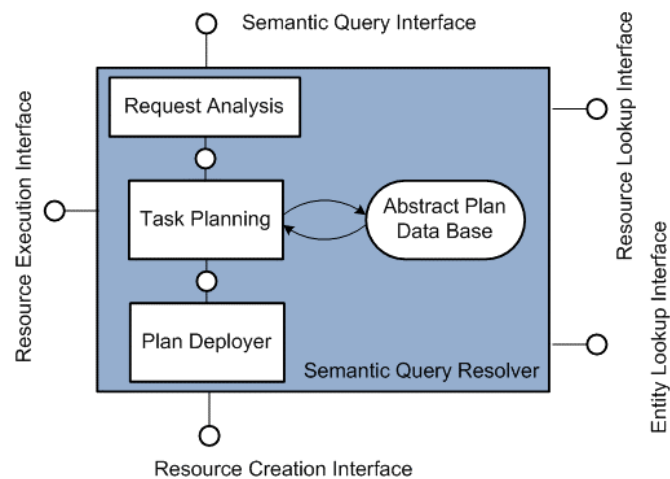 Semantic Query Interface
Request Analysis
Resource Lookup Interface
Resource Execution Interface
Task Planning
Abstract Plan
Data Base
Plan Deployer
Semantic Query Resolver
Entity Lookup Interface
Resource Creation Interface